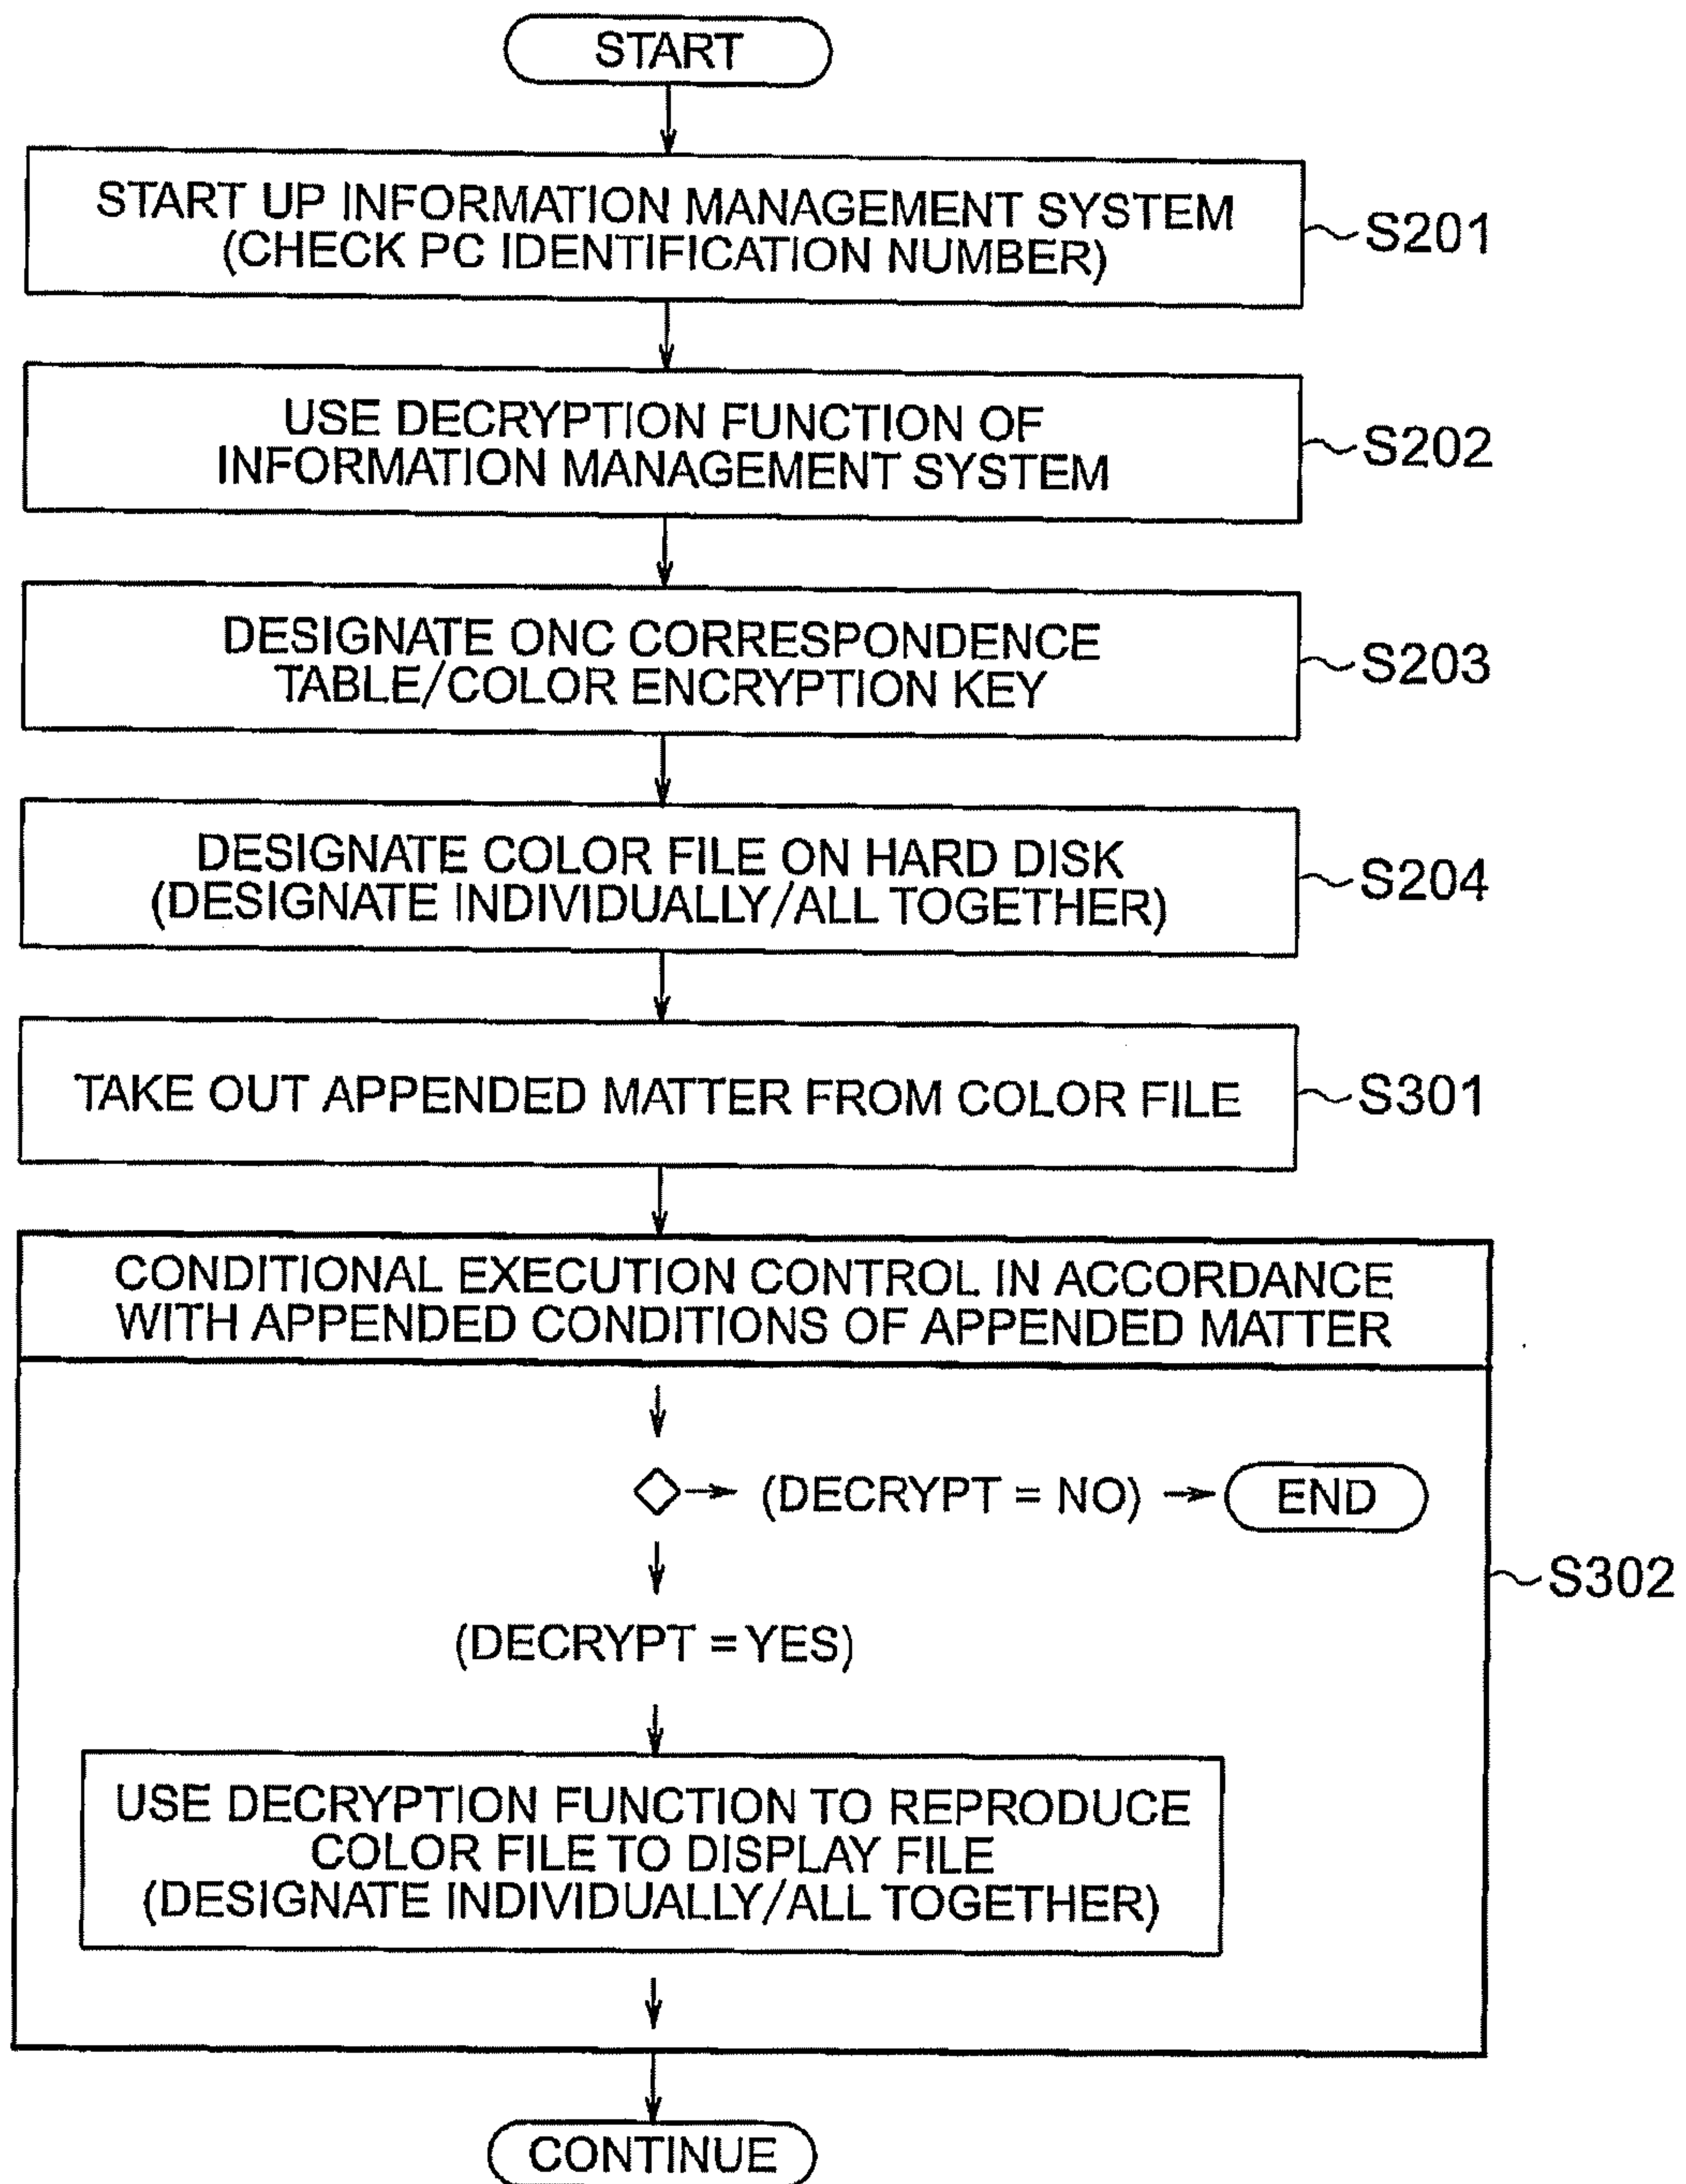 START
START UP INFORMATION MANAGEMENT SYSTEM
(CHECK PC IDENTIFICATION NUMBER)
S201
USE DECRYPTION FUNCTION OF
INFORMATION MANAGEMENT SYSTEM
S202
DESIGNATE ONC CORRESPONDENCE
TABLE/COLOR ENCRYPTION KEY
S203
DESIGNATE COLOR FILE ON HARD DISK
(DESIGNATE INDIVIDUALLY/ALL TOGETHER)
S204
TAKE OUT APPENDED MATTER FROM COLOR FILE
S301
CONDITIONAL EXECUTION CONTROL IN ACCORDANCE
WITH APPENDED CONDITIONS OF APPENDED MATTER
(DECRYPT = NO)
END
S302
(DECRYPT = YES)
USE DECRYPTION FUNCTION TO REPRODUCE
COLOR FILE TO DISPLAY FILE
(DESIGNATE INDIVIDUALLY/ALL TOGETHER)
CONTINUE